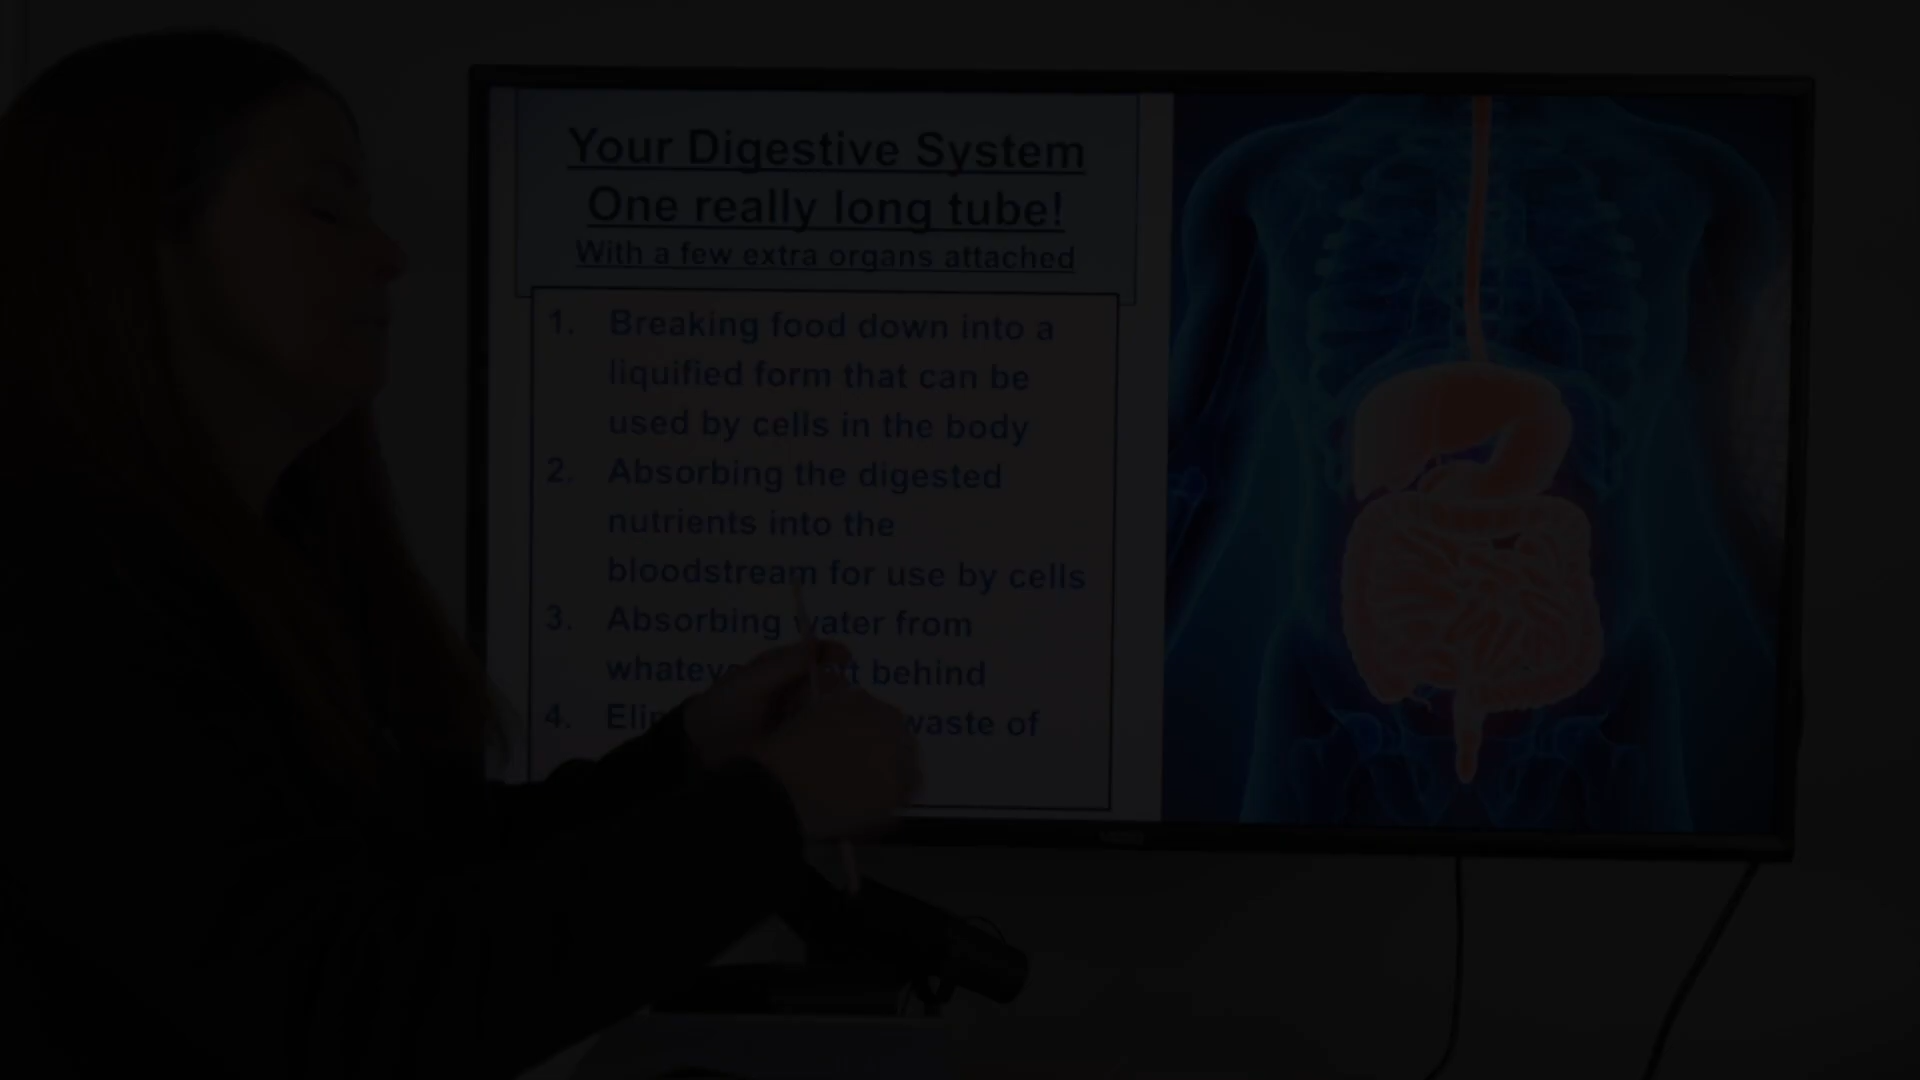 Your Digestive System
One really long tube!
With a few extra organs attached
1. Breaking food down into a
liquified form that can be
used by cells in the body
2. Absorbing the digested
nutrients into the
bloodstream for use by cells
3. Absorbing water from
behind
4. waste of